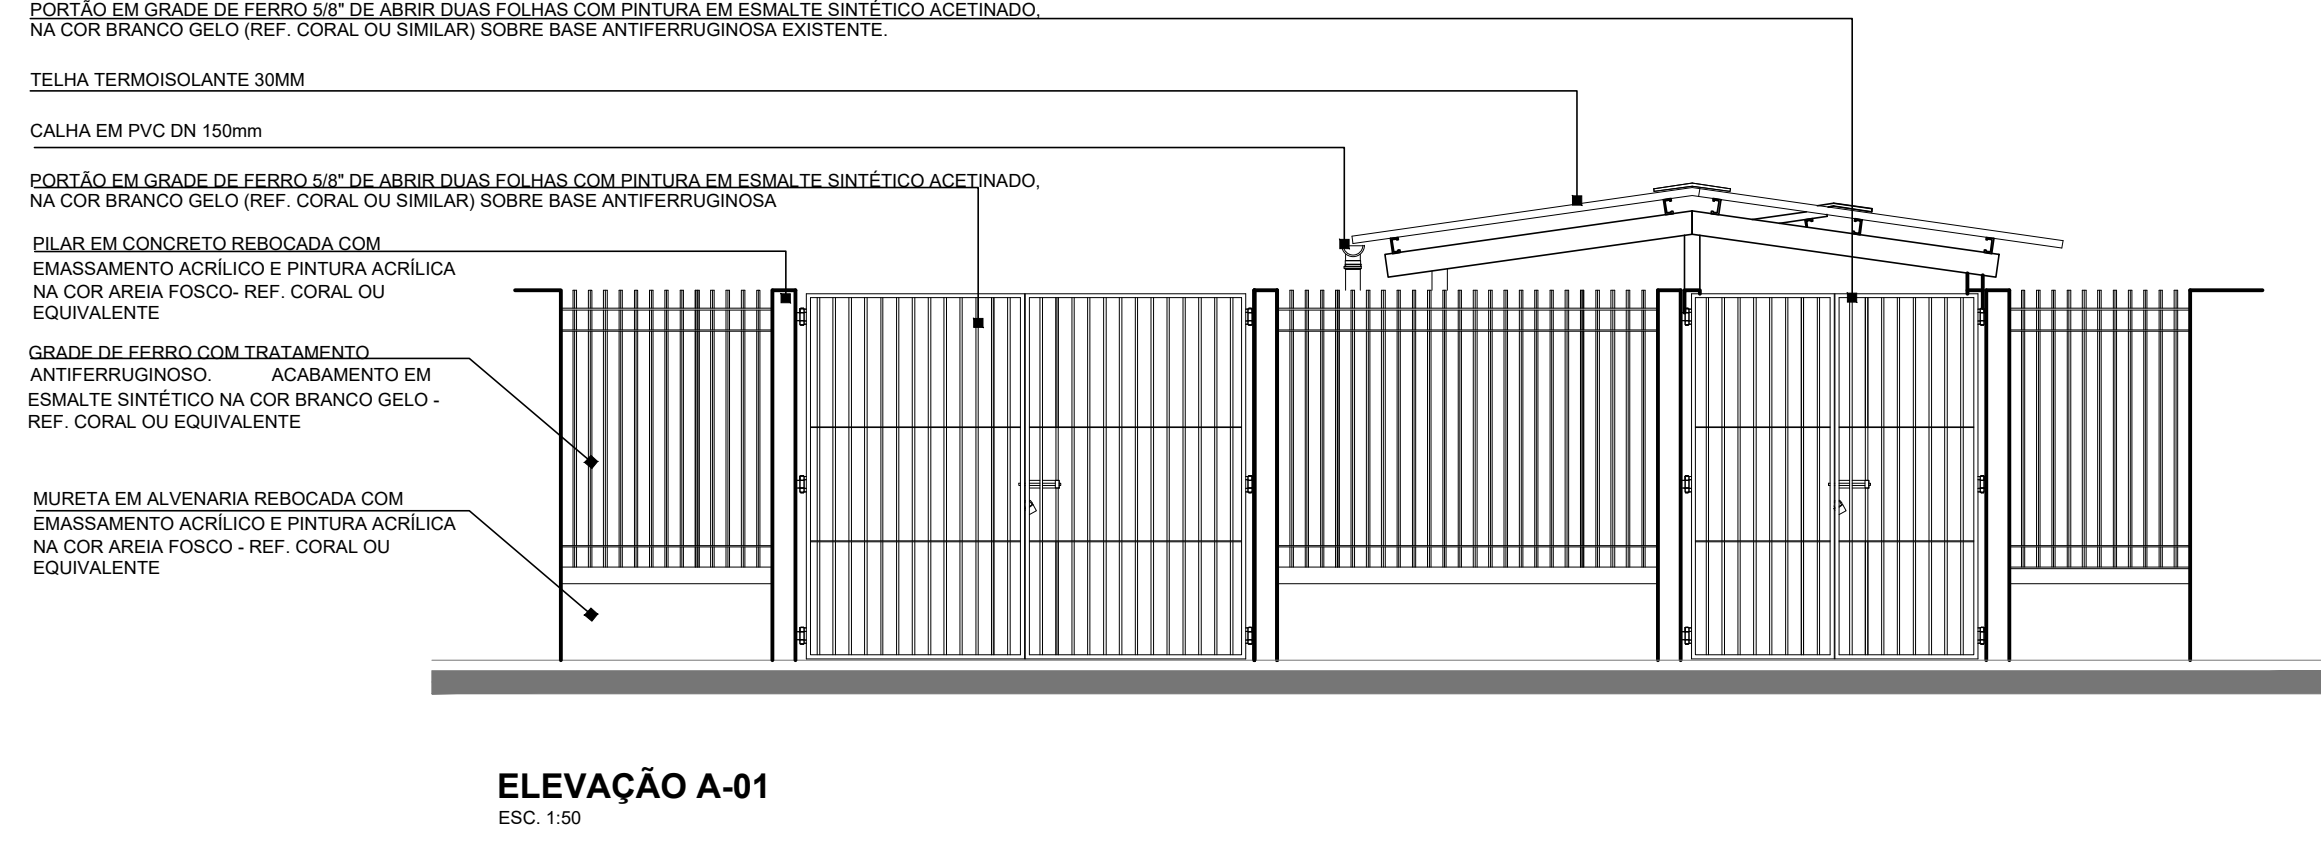 PORTÃO EM GRADE DE FERRO 5/8" DE ABRIR DUAS FOLHAS COM PINTURA EM ESMALTE SINTÉTICO ACETINADO,
NA COR BRANCO GELO (REF. CORAL OU SIMILAR) SOBRE BASE ANTIFERRUGINOSA EXISTENTE.
TELHA TERMOISOLANTE 30MM
CALHA EM PVC DN 150mm
PORTÃO EM GRADE DE FERRO 5/8" DE ABRIR DUAS FOLHAS COM PINTURA EM ESMALTE SINTÉTICO ACETINADO,
NA COR BRANCO GELO (REF. CORAL OU SIMILAR) SOBRE BASE ANTIFERRUGINOSA
PILAR EM CONCRETO REBOCADA COM
EMASSAMENTO ACRÍLICO E PINTURA ACRÍLICA
NA COR AREIA FOSCO- REF. CORAL OU
EQUIVALENTE
GRADE DE FERRO COM TRATAMENTO
ANTIFERRUGINOSO. ACABAMENTO EM
ESMALTE SINTÉTICO NA COR BRANCO GELO -
REF. CORAL OU EQUIVALENTE
MURETA EM ALVENARIA REBOCADA COM
EMASSAMENTO ACRÍLICO E PINTURA ACRÍLICA
NA COR AREIA FOSCO - REF. CORAL OU
EQUIVALENTE
ELEVAÇÃO A-01
ESC. 1:50